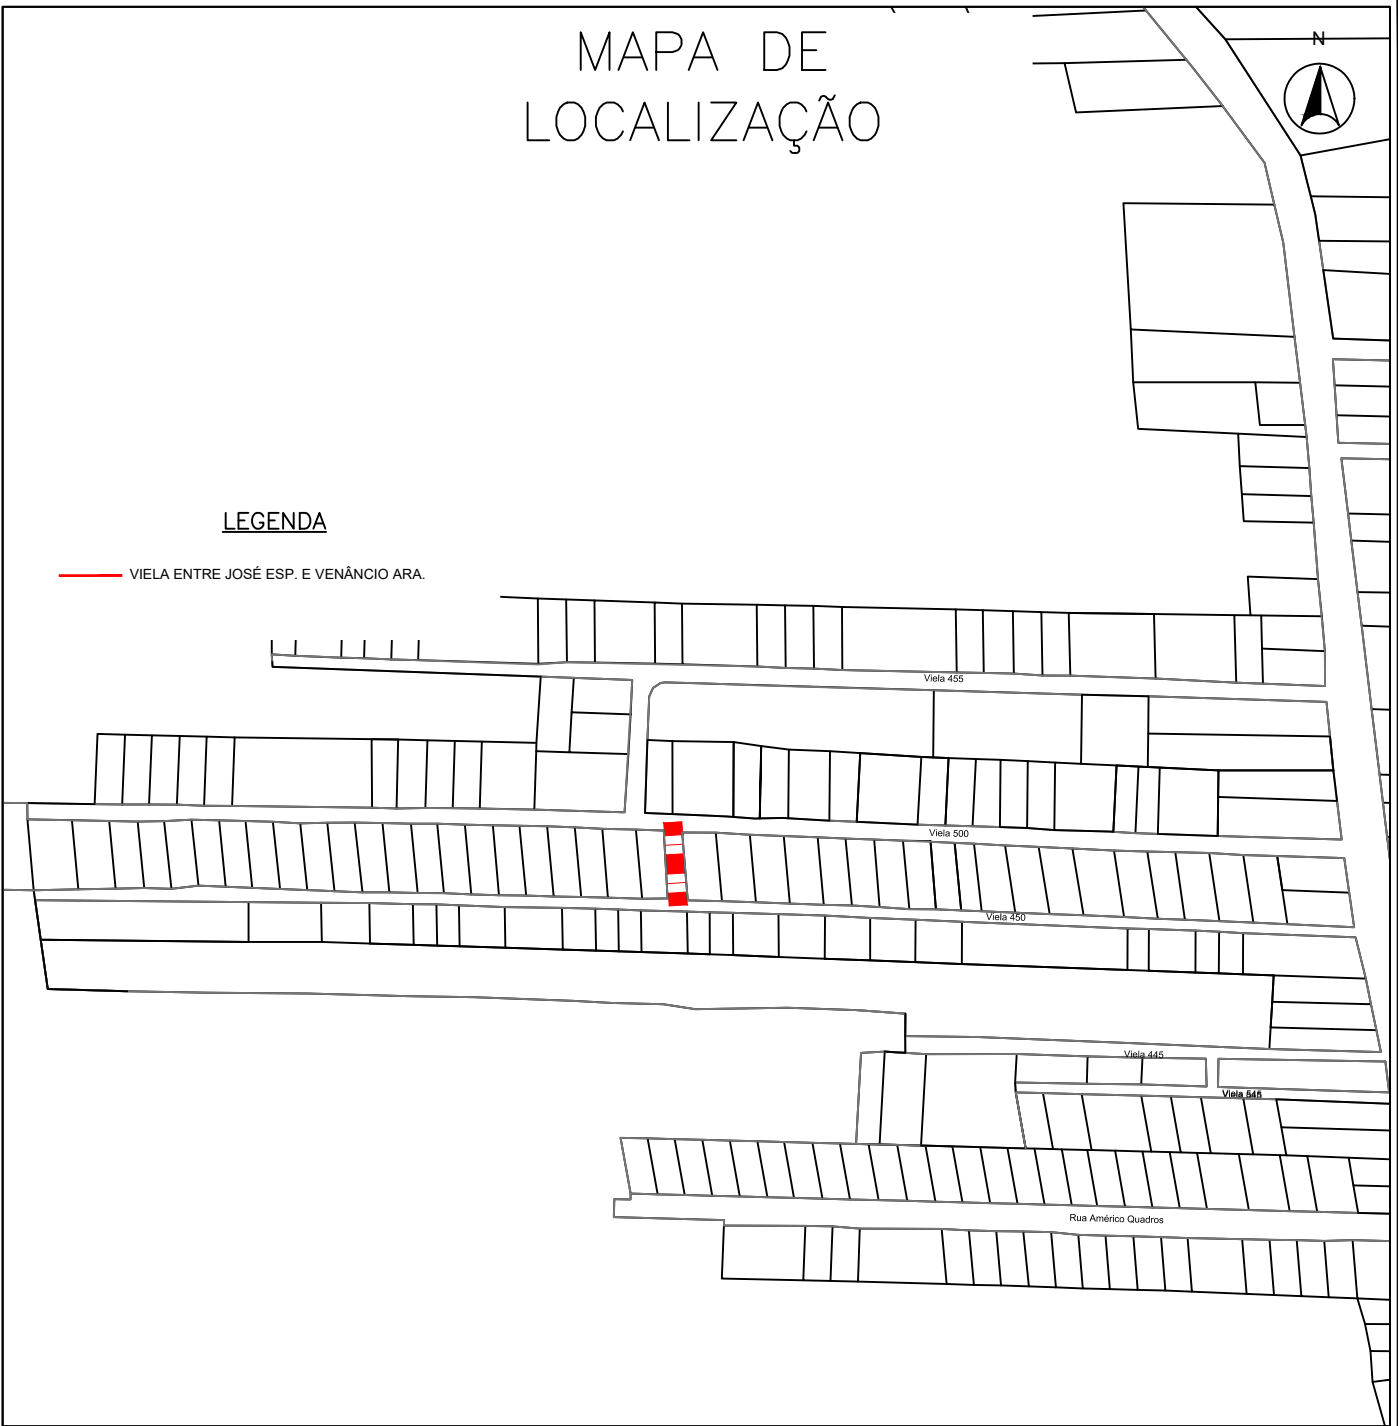 MAPA DE
LOCALIZAÇÃO
N
LEGENDA
VIELA ENTRE JOSÉ ESP. E VENÂNCIO ARA.
Viela 455
Viela 500
Viela 450
Viela 445
Viela
Rua Américo Quadros